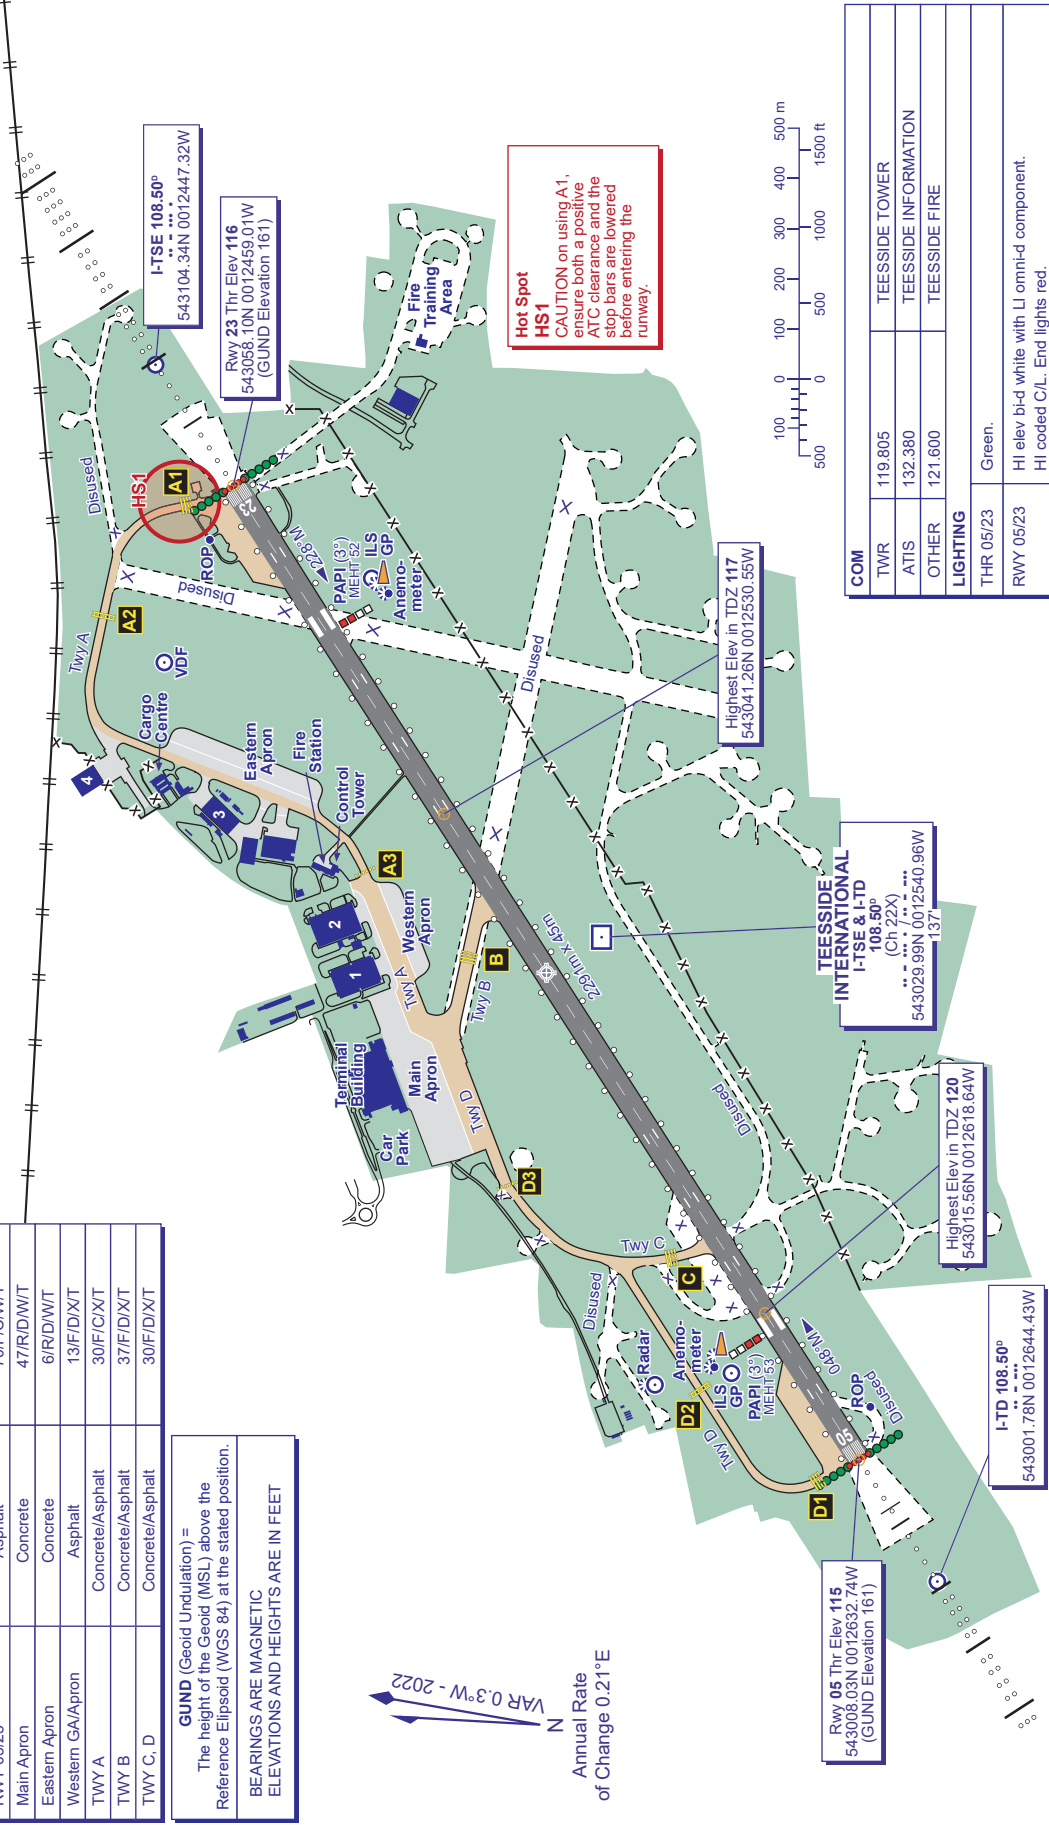 RWY 05/23 Asphalt
Main Apron Concrete 47/R/D/W/T
Eastern Apron Concrete 6/R/D/W/T
Western GA/Apron Asphalt 13/F/D/X/T
TWY A Concrete/Asphalt 30/F/C/X/T
TWY B Concrete/Asphalt 37/F/D/X/T
TWY C, D Concrete/Asphalt 30/F/D/X/T
GUND (Geoid Undulation) =
The height of the Geoid (MSL) above the
Reference Elipsoid (WGS 84) at the stated position.
BEARINGS ARE MAGNETIC
ELEVATIONS AND HEIGHTS ARE IN FEET
VAR 0.3°W - 2022
N
Annual Rate
of Change 0.21°E
I-TSE 108.50ᴰ
543104.34N 0012447.32W
Rwy 23 Thr Elev 116
543058.10N 0012459.01W
(GUND Elevation 161)
Hot Spot
HS1
CAUTION on using A1,
ensure both a positive
ATC clearance and the
stop bars are lowered
before entering the
runway.
HS1
A1
Disused
A2
Twy A
VDF
ROP
23
228°M
Disused
PAPI (3°)
MEHT 52
ILS
GP
Anemo-
meter
Fire
Training
Area
Cargo
Centre
4
3
Eastern
Apron
Fire
Station
Control
Tower
A3
2
1
Western
Apron
Twy A
B
Twy B
Terminal
Building
Main
Apron
Car
Park
Twy D
D3
2291m x 45m
Disused
Highest Elev in TDZ 117
543041.26N 0012530.55W
TEESSIDE
INTERNATIONAL
I-TSE & I-TD
108.50ᴰ
(Ch 22X)
543029.99N 0012540.96W
137'
Disused
Twy C
C
Disused
Radar
Anemo-
meter
ILS
GP
PAPI (3°)
MEHT 53
D2
Twy D
D1
05
048°M
ROP
Disused
Highest Elev in TDZ 120
543015.56N 0012618.64W
I-TD 108.50ᴰ
543001.78N 0012644.43W
Rwy 05 Thr Elev 115
543008.03N 0012632.74W
(GUND Elevation 161)
100 0 100 200 300 400 500 m
500 0 500 1000 1500 ft
COM
TWR 119.805 TEESSIDE TOWER
ATIS 132.380 TEESSIDE INFORMATION
OTHER 121.600 TEESSIDE FIRE
LIGHTING
THR 05/23 Green.
RWY 05/23 HI elev bi-d white with LI omni-d component.
HI coded C/L. End lights red.